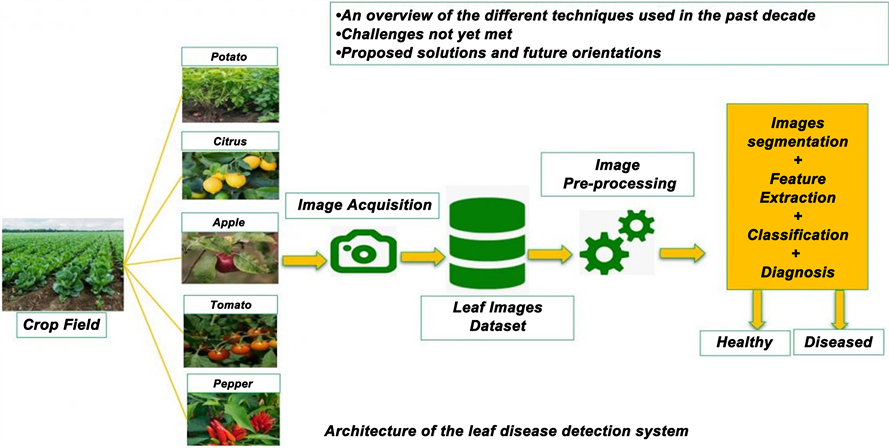 •An overview of the different techniques used in the past decade
•Challenges not yet met
•Proposed solutions and future orientations
Potato
Citrus
Apple
Tomato
Pepper
Crop Field
Image Acquisition
Leaf Images
Dataset
Image
Pre-processing
Images
segmentation
+
Feature
Extraction
+
Classification
+
Diagnosis
Healthy
Diseased
Architecture of the leaf disease detection system